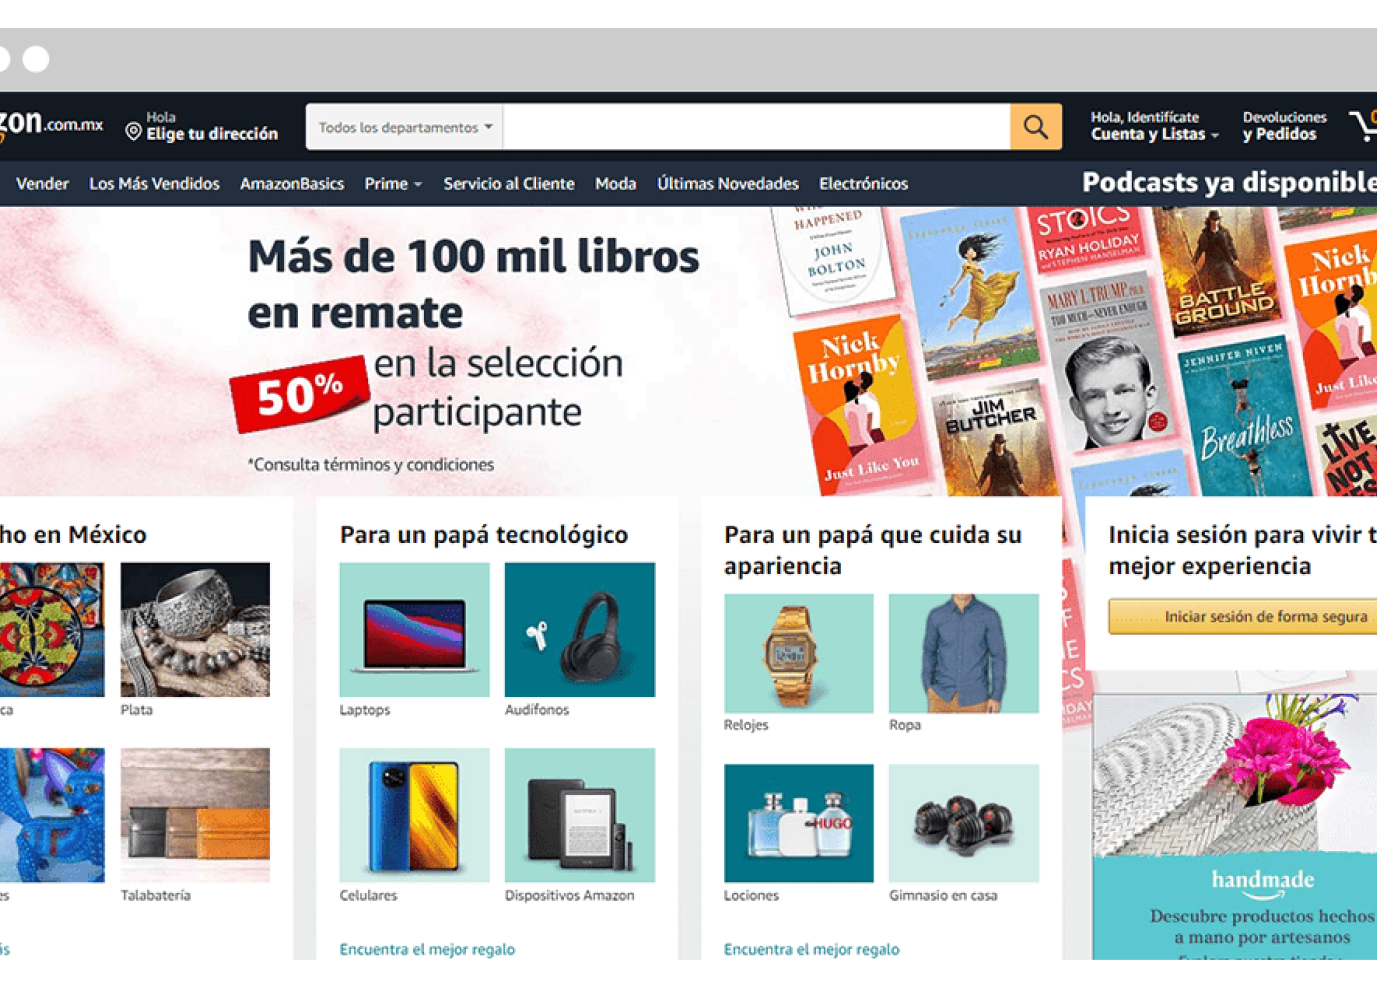 zon.com.mx
Hola
Elige tu dirección
Todos los departamentos
Hola, Identifícate
Cuenta y Listas
Devoluciones
y Pedidos
Vender Los Más Vendidos AmazonBasics Prime Servicio al Cliente Moda Últimas Novedades Electrónicos
Podcasts ya disponible
Más de 100 mil libros
en remate
50%
en la selección
participante
*Consulta términos y condiciones
HAPPENED
JOHN
BOLTON
STOICS
RYAN HOLIDAY
and STEPHEN HANSELMAN
BATTLE
GROUND
Nick
Hornb
Just Lik
MARY L. TRUMP, PH.D.
TOO MUCH—NEVER ENOUGH
Nick
Hornby
Just Like You
JIM
BUTCHER
JENNIFER NIVEN
Breathless
LIVE
NOT
ho en México
ca
Plata
es
Talabatería
ás
Para un papá tecnológico
Laptops
Audífonos
Celulares
Dispositivos Amazon
Encuentra el mejor regalo
Para un papá que cuida su
apariencia
Relojes
Ropa
HUGO
Lociones
Gimnasio en casa
Encuentra el mejor regalo
Inicia sesión para vivir t
mejor experiencia
Iniciar sesión de forma segura
handmade
Descubre productos hechos
a mano por artesanos